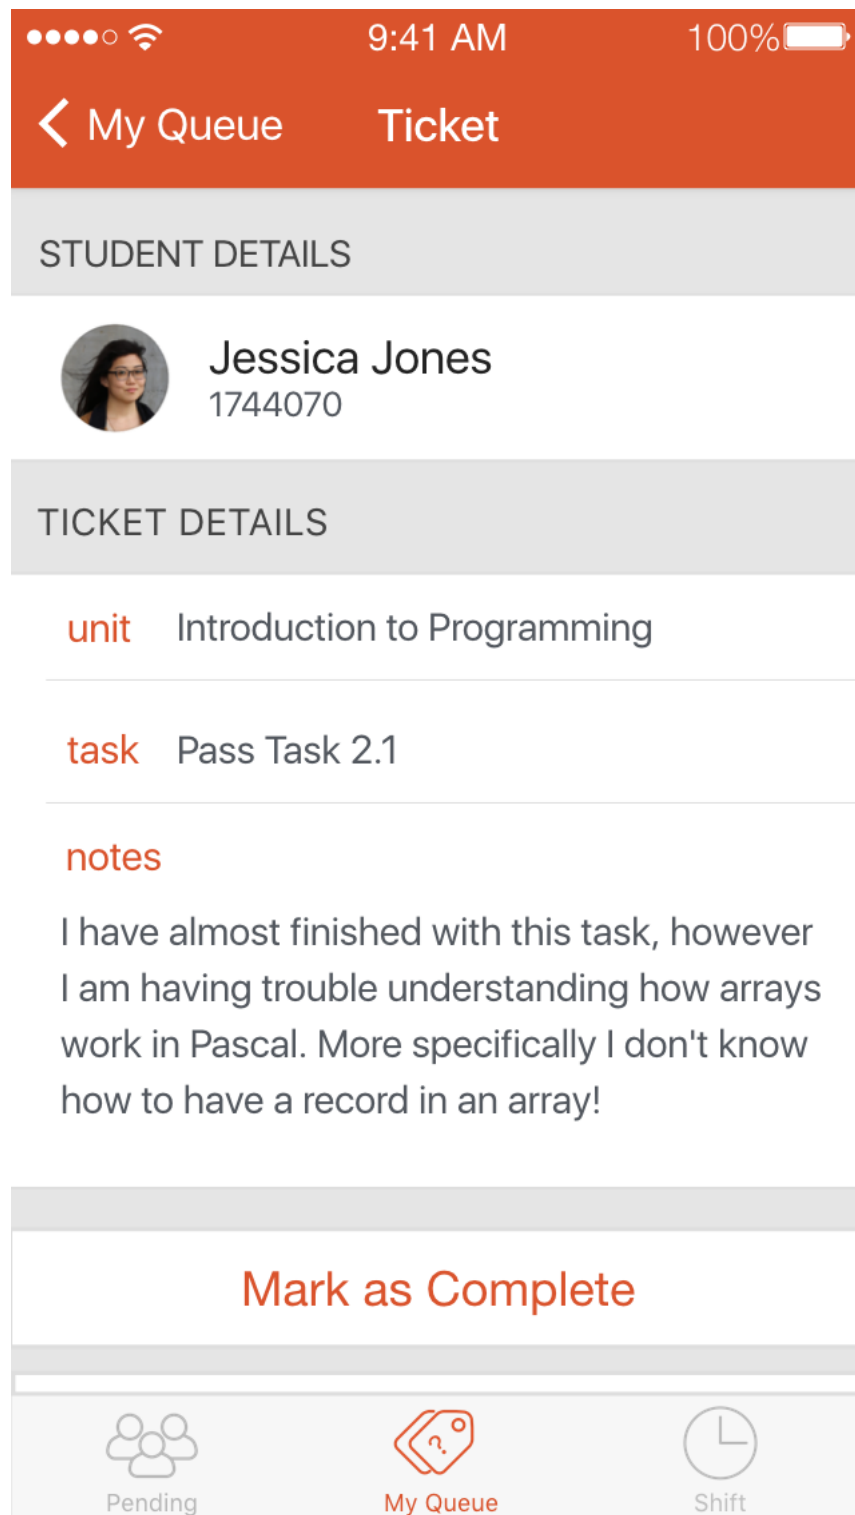 9:41 AM 100%
My Queue Ticket
STUDENT DETAILS
Jessica Jones
1744070
TICKET DETAILS
unit Introduction to Programming
task Pass Task 2.1
notes
I have almost finished with this task, however
I am having trouble understanding how arrays
work in Pascal. More specifically I don't know
how to have a record in an array!
Mark as Complete
?
Pending My Queue Shift